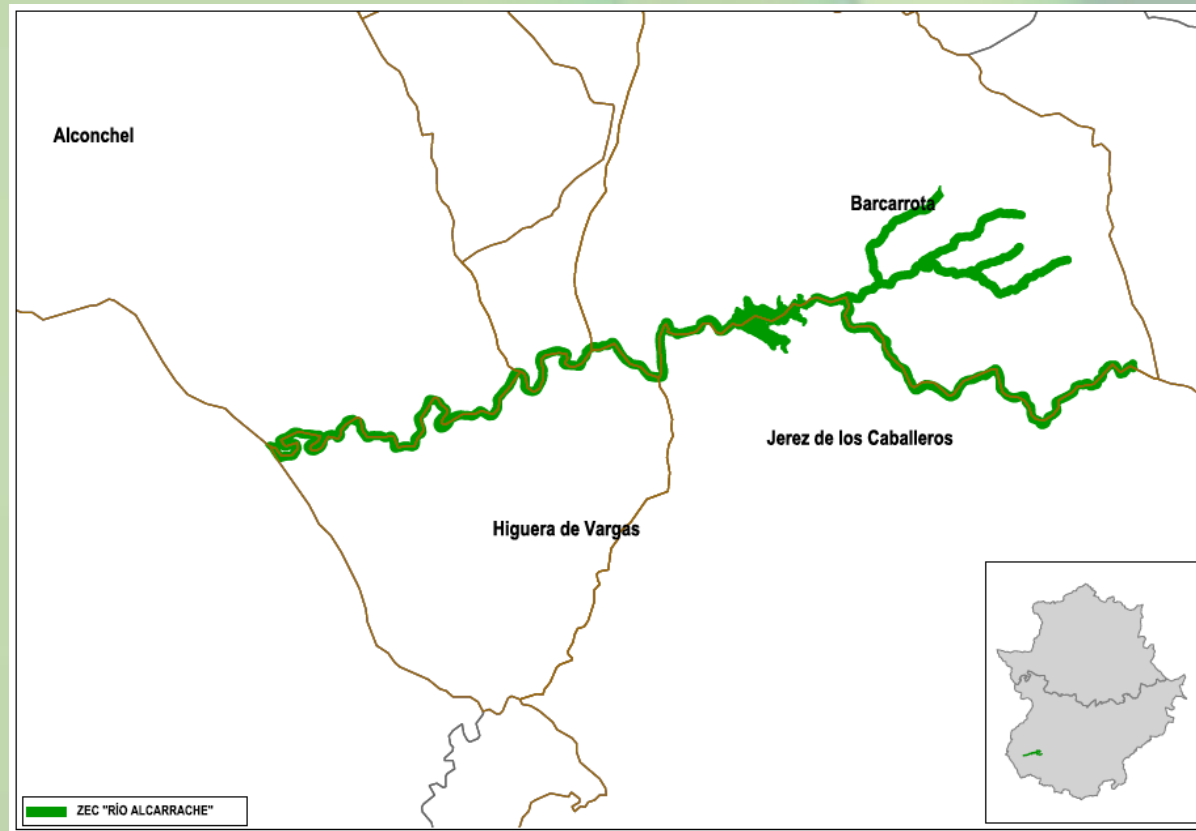 Alconchel
Barcarrota
Jerez de los Caballeros
Higuera de Vargas
ZEC "RÍO ALCARRACHE"